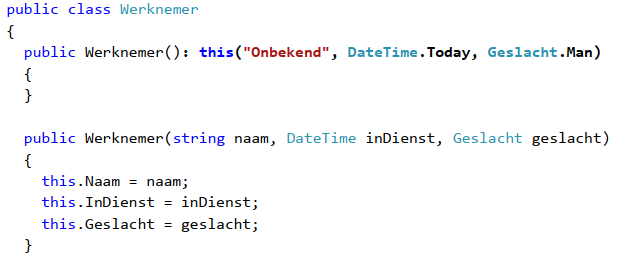 public class Werknemer
{
public Werknemer(): this("Onbekend", DateTime.Today, Geslacht.Man)
{
}
public Werknemer(string naam, DateTime inDienst, Geslacht geslacht)
{
this.Naam = naam;
this.InDienst = inDienst;
this.Geslacht = geslacht;
}